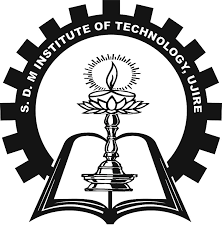 S. D. M INSTITUTE OF TECHNOLOGY, UJIRE